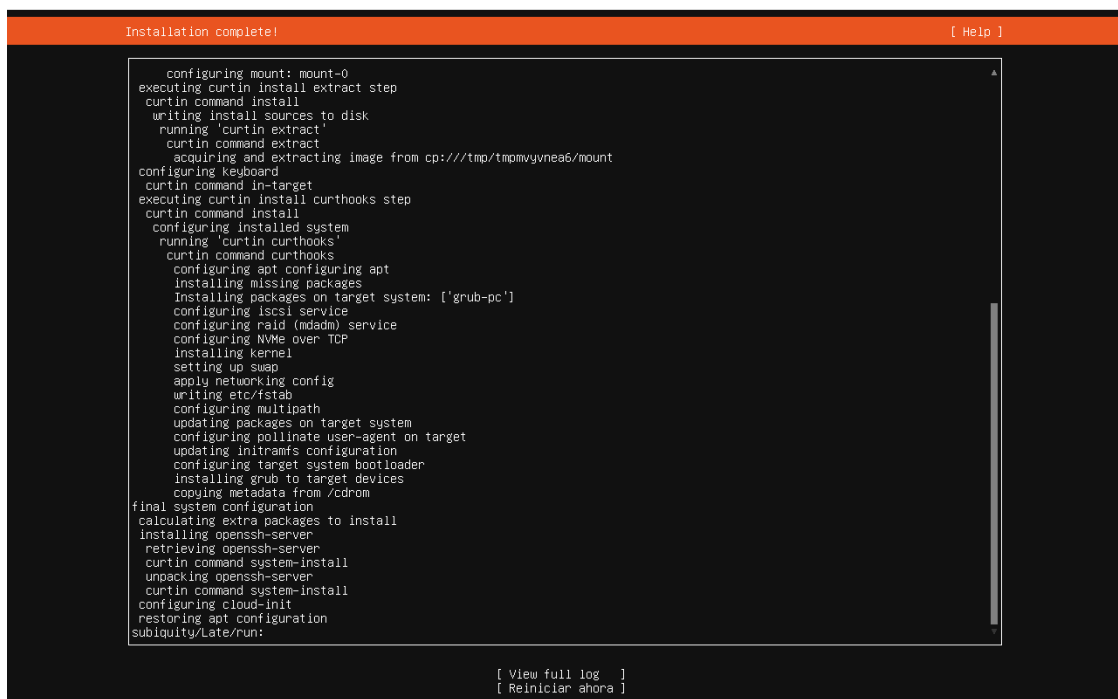 Installation complete!
[ Help ]
configuring mount: mount-0
executing curtin install extract step
curtin command install
writing install sources to disk
running 'curtin extract'
curtin command extract
acquiring and extracting image from cp:///tmp/tmpmvyvnea6/mount
configuring keyboard
curtin command in-target
executing curtin install curthooks step
curtin command install
configuring installed system
running 'curtin curthooks'
curtin command curthooks
configuring apt configuring apt
installing missing packages
Installing packages on target system: ['grub-pc']
configuring iscsi service
configuring raid (mdadm) service
configuring NVMe over TCP
installing kernel
setting up swap
apply networking config
writing etc/fstab
configuring multipath
updating packages on target system
configuring pollinate user-agent on target
updating initramfs configuration
configuring target system bootloader
installing grub to target devices
copying metadata from /cdrom
final system configuration
calculating extra packages to install
installing openssh-server
retrieving openssh-server
curtin command system-install
unpacking openssh-server
curtin command system-install
configuring cloud-init
restoring apt configuration
subiquity/Late/run:
[ View full log ]
[ Reiniciar ahora ]